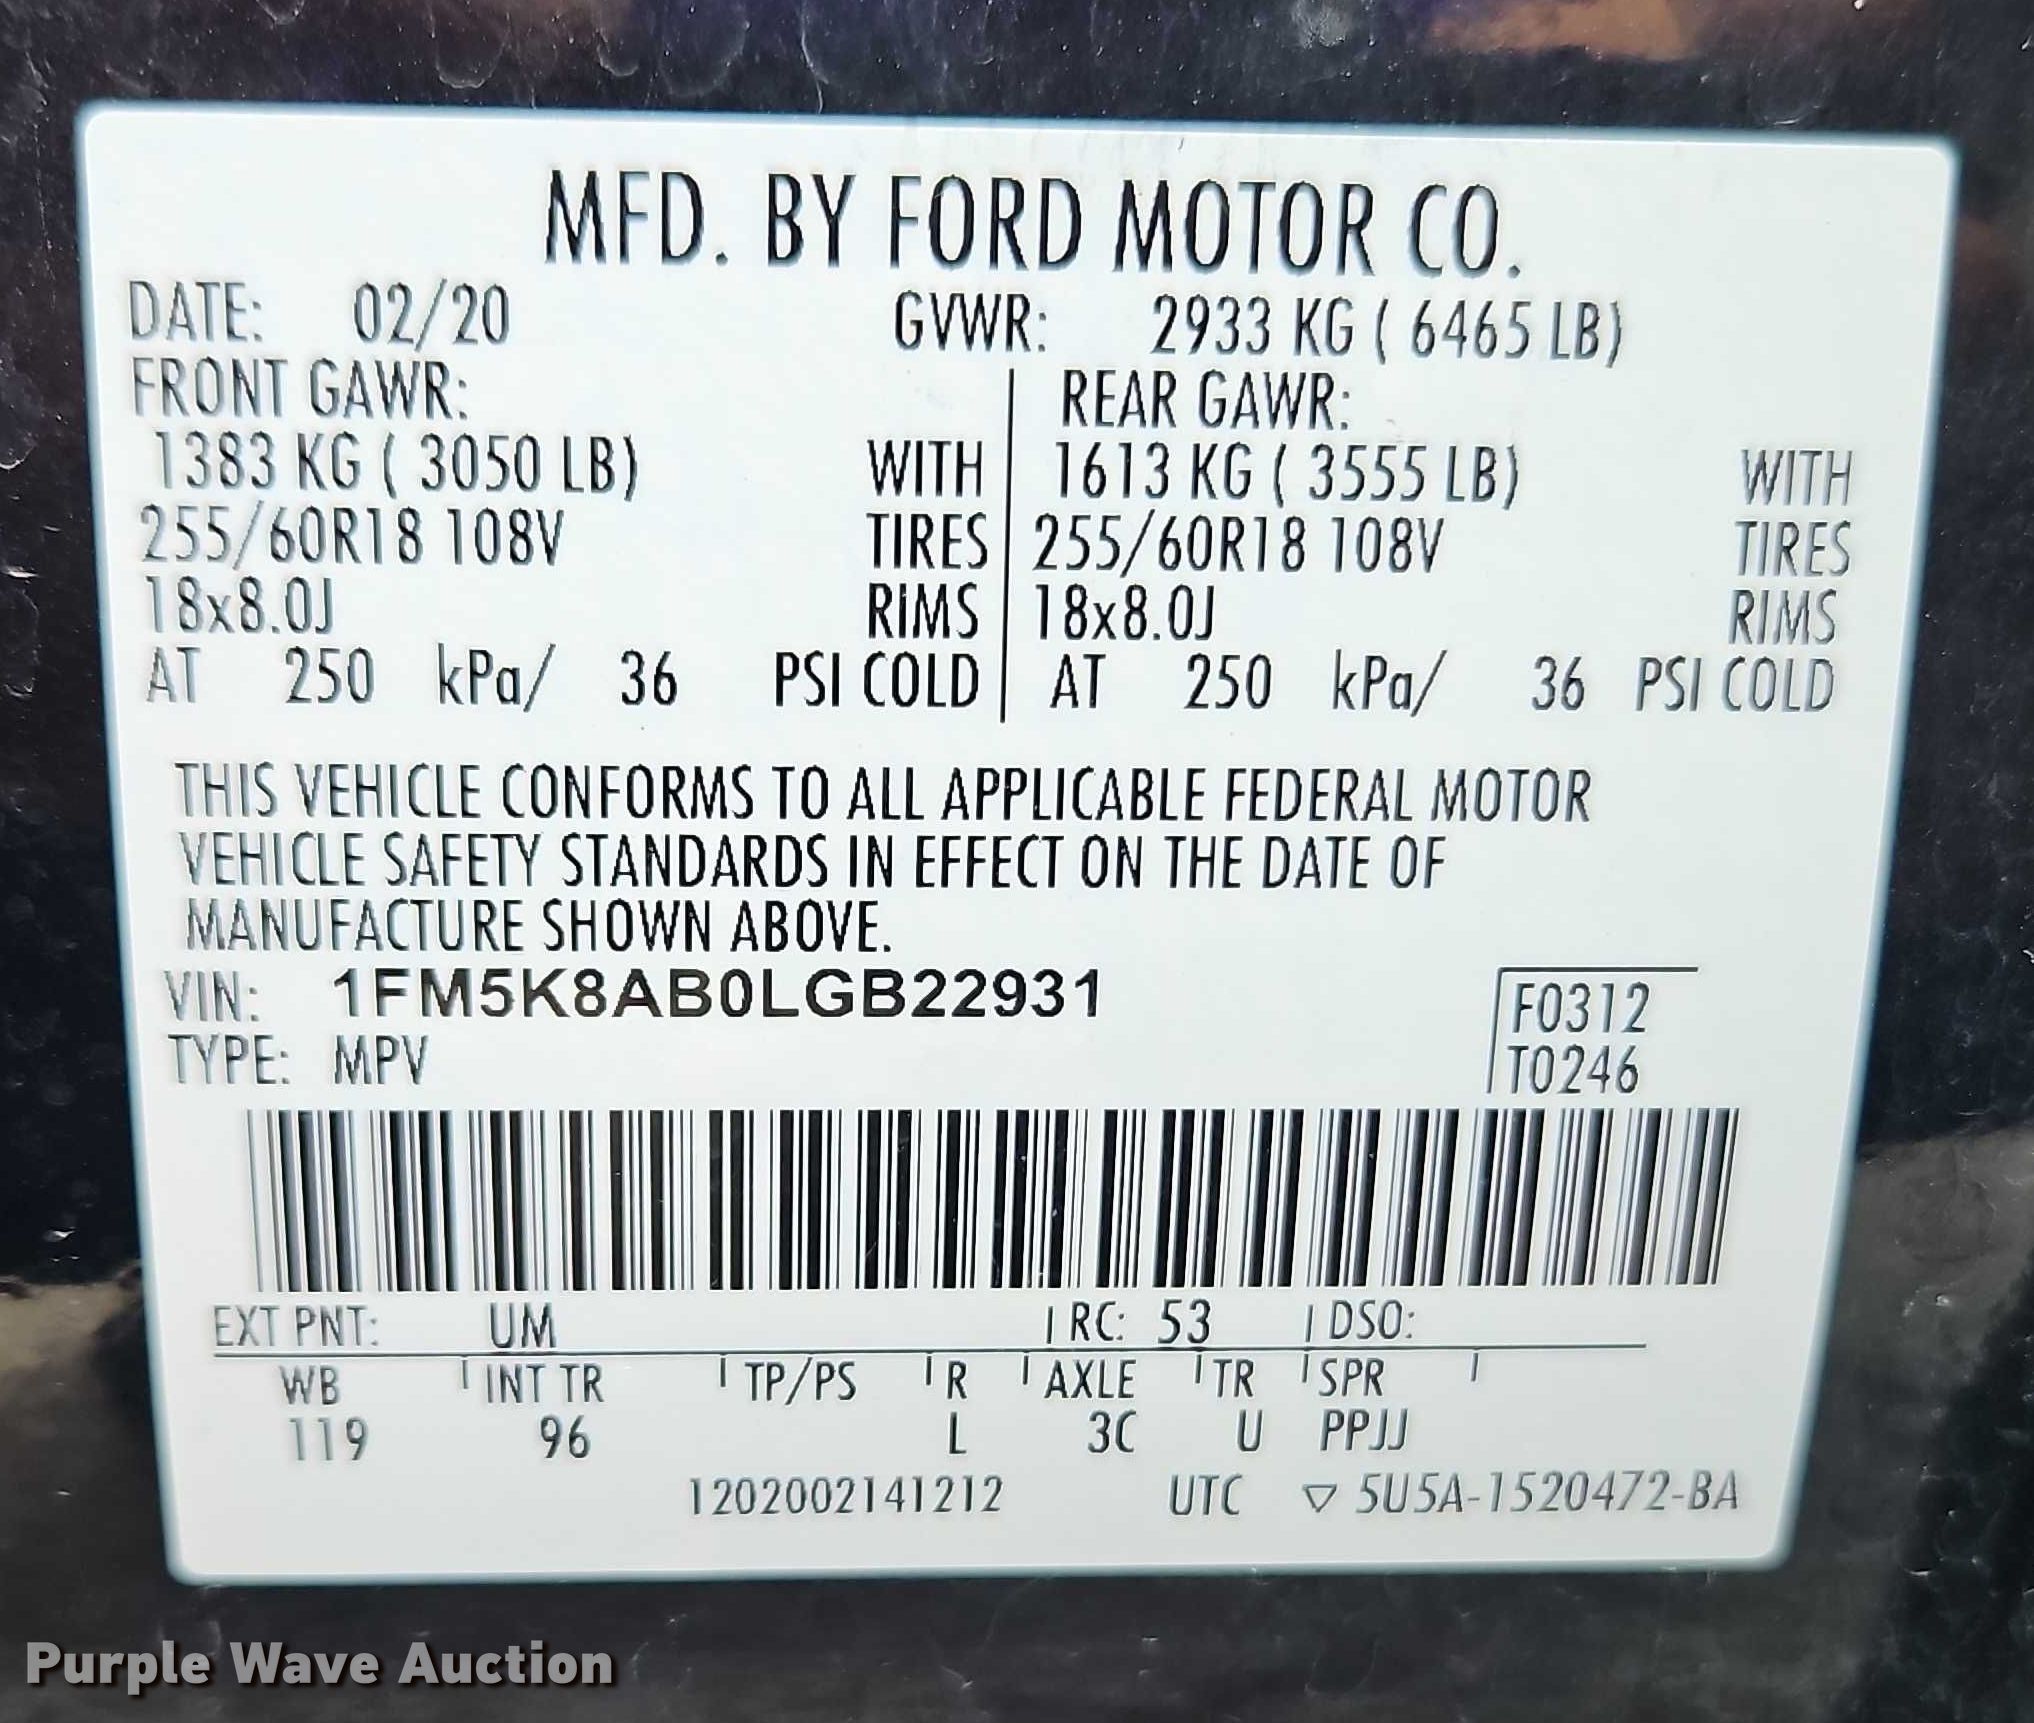 MFD. BY FORD MOTOR CO.
DATE: 02/20 GVWR: 2933 KG ( 6465 LB)
FRONT GAWR: REAR GAWR:
1383 KG ( 3050 LB) WITH 1613 KG ( 3555 LB) WITH
255/60R18 108V TIRES 255/60R18 108V TIRES
18x8.0J RIMS 18x8.0J RIMS
AT 250 kPa/ 36 PSI COLD AT 250 kPa/ 36 PSI COLD
THIS VEHICLE CONFORMS TO ALL APPLICABLE FEDERAL MOTOR
VEHICLE SAFETY STANDARDS IN EFFECT ON THE DATE OF
MANUFACTURE SHOWN ABOVE.
VIN: 1FM5K8AB0LGB22931 F0312
TYPE: MPV T0246
EXT PNT: UM RC: 53 DSO:
WB INT TR TP/PS R AXLE TR SPR
119 96 L 3C U PPJJ
1202002141212 UTC ▽ 5U5A-1520472-BA
Purple Wave Auction